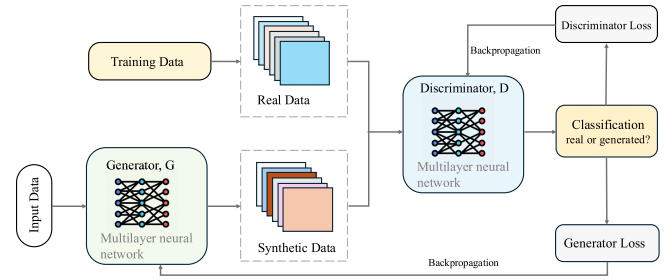 Discriminator Loss
Backpropagation
Training Data
Real Data
Discriminator, D
Multilayer neural
network
Classification
real or generated?
Input Data
Generator, G
Multilayer neural
network
Synthetic Data
Generator Loss
Backpropagation